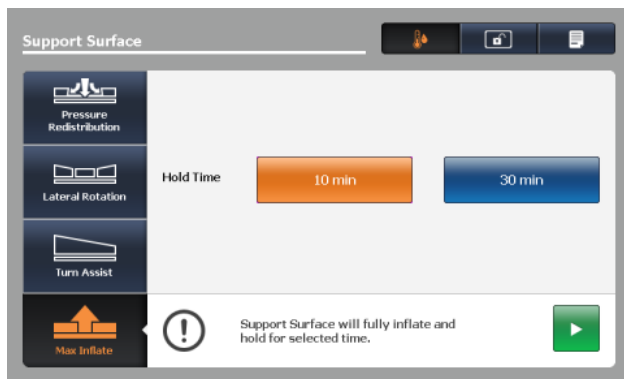 Support Surface
Pressure
Redistribution
Lateral Rotation
Turn Assist
Max Inflate
Hold Time
10 min
30 min
Support Surface will fully inflate and
hold for selected time.